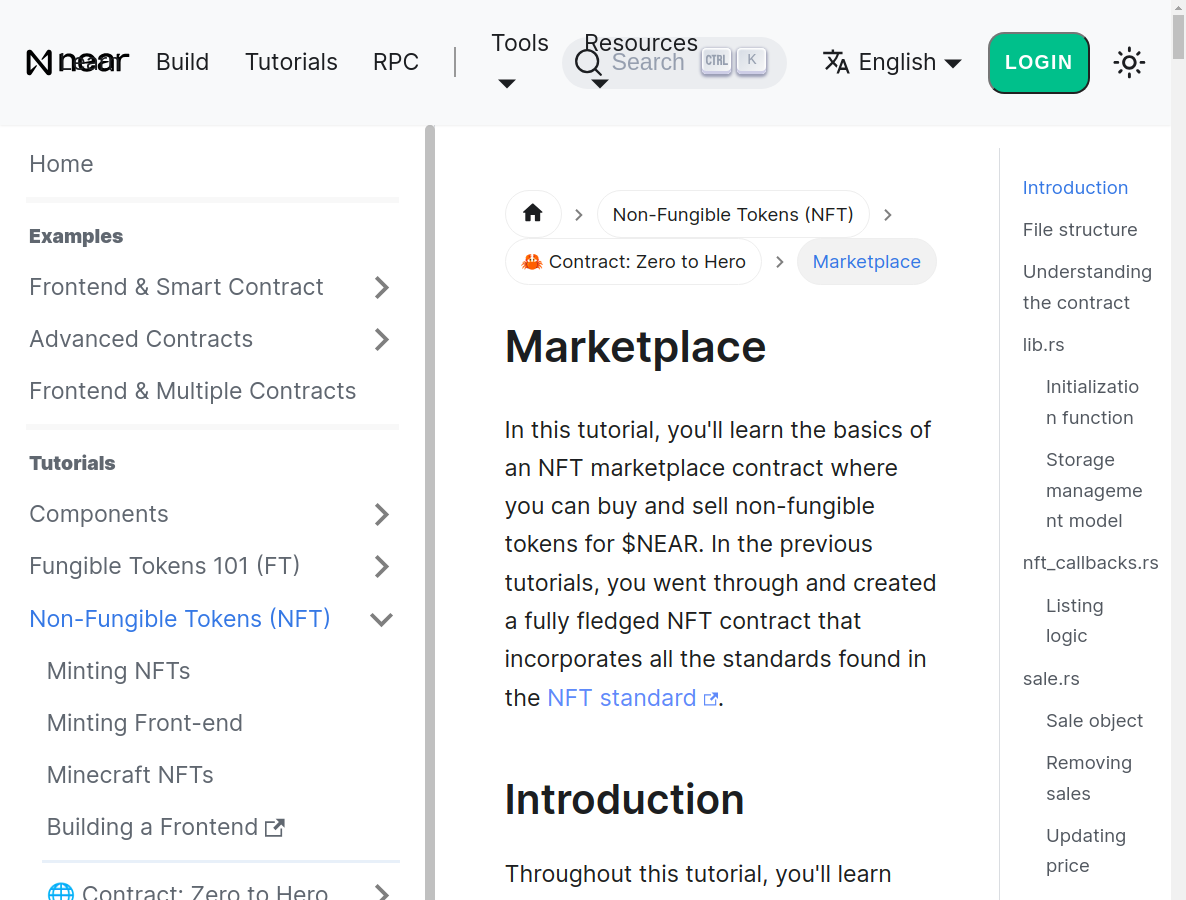 near
Learn
Build
Tutorials
RPC
Tools
Resources
Search
CTRL
K
English
LOGIN
Home
Examples
Frontend & Smart Contract
Advanced Contracts
Frontend & Multiple Contracts
Tutorials
Components
Fungible Tokens 101 (FT)
Non-Fungible Tokens (NFT)
Minting NFTs
Minting Front-end
Minecraft NFTs
Building a Frontend
Contract: Zero to Hero
Non-Fungible Tokens (NFT)
Contract: Zero to Hero
Marketplace
Marketplace
In this tutorial, you'll learn the basics of
an NFT marketplace contract where
you can buy and sell non-fungible
tokens for $NEAR. In the previous
tutorials, you went through and created
a fully fledged NFT contract that
incorporates all the standards found in
the NFT standard.
Introduction
Throughout this tutorial, you'll learn
Introduction
File structure
Understanding
the contract
lib.rs
Initializatio
n function
Storage
manageme
nt model
nft_callbacks.rs
Listing
logic
sale.rs
Sale object
Removing
sales
Updating
price